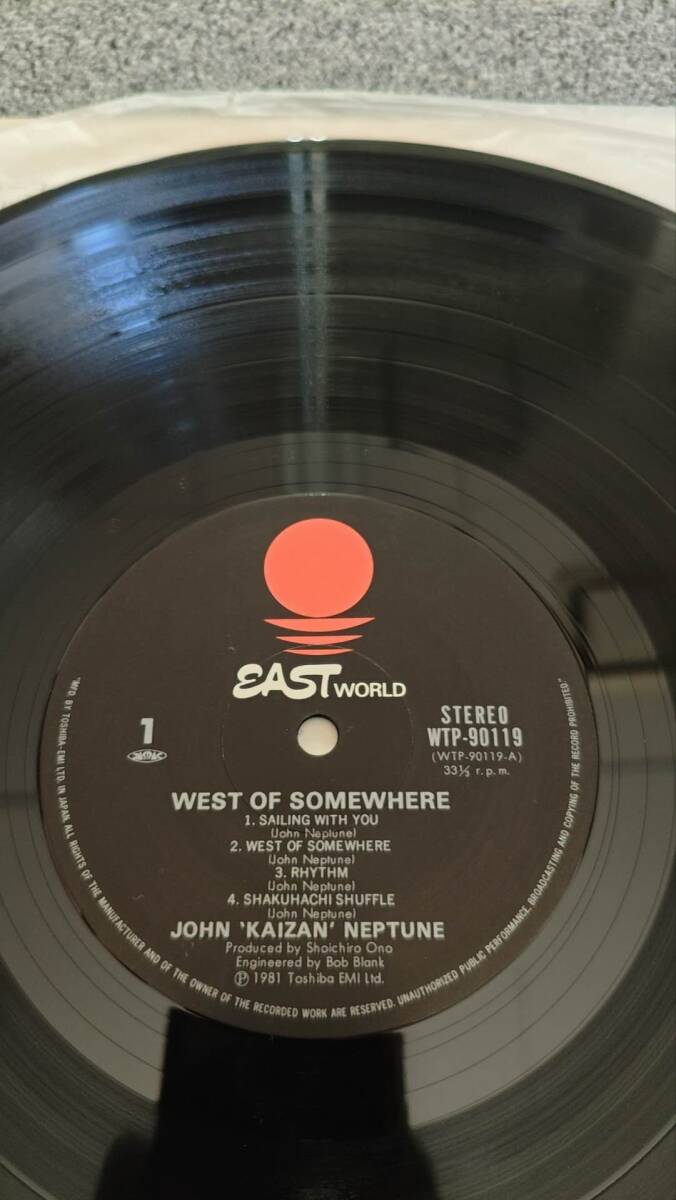 EAST WORLD
1
JASRAC
STEREO
WTP-90119
(WTP-90119-A)
33⅓ r.p.m.
WEST OF SOMEWHERE
1. SAILING WITH YOU
(John Neptune)
2. WEST OF SOMEWHERE
(John Neptune)
3. RHYTHM
(John Neptune)
4. SHAKUHACHI SHUFFLE
(John Neptune)
JOHN 'KAIZAN' NEPTUNE
Produced by Shoichiro Ono
Engineered by Bob Blank
Ⓟ 1981 Toshiba EMI Ltd.
"MFD. BY TOSHIBA-EMI LTD. IN JAPAN. ALL RIGHTS OF THE MANUFACTURER AND OF THE OWNER OF THE RECORDED WORK ARE RESERVED. UNAUTHORIZED PUBLIC PERFORMANCE, BROADCASTING AND COPYING OF THE RECORD PROHIBITED."